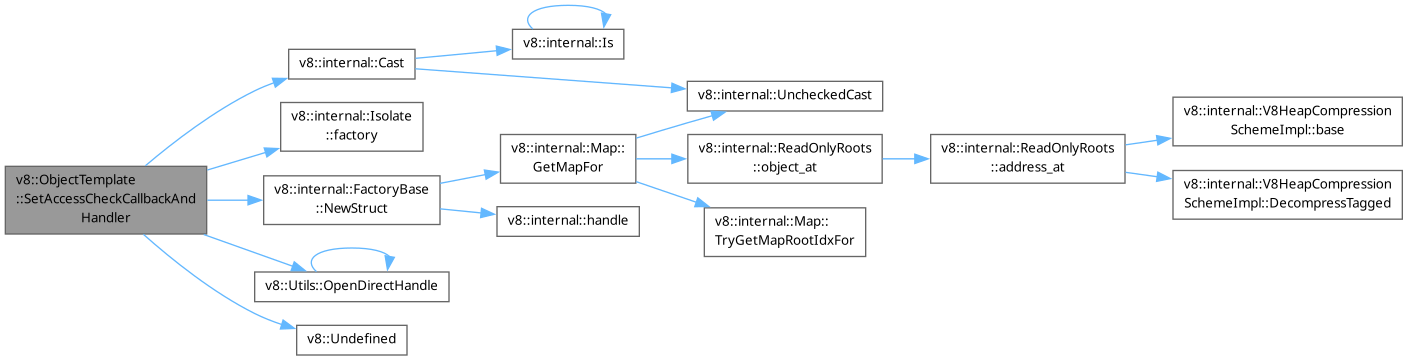 v8::ObjectTemplate
::SetAccessCheckCallbackAnd
Handler
v8::internal::Cast
v8::internal::Is
v8::internal::UncheckedCast
v8::internal::Isolate
::factory
v8::internal::FactoryBase
::NewStruct
v8::internal::Map::
GetMapFor
v8::internal::ReadOnlyRoots
::object_at
v8::internal::ReadOnlyRoots
::address_at
v8::internal::V8HeapCompression
SchemeImpl::base
v8::internal::V8HeapCompression
SchemeImpl::DecompressTagged
v8::internal::Map::
TryGetMapRootIdxFor
v8::internal::handle
v8::Utils::OpenDirectHandle
v8::Undefined